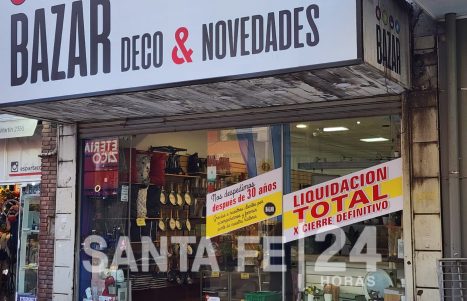 BAZAR DECO & NOVEDADES
BAZAR
Nos despedimos
después de 30 años
LIQUIDACION
TOTAL
X CIERRE DEFINITIVO
SANTA FE 24
HORAS